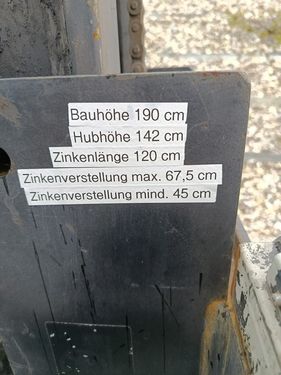 Bauhöhe 190 cm
Hubhöhe 142 cm
Zinkenlänge 120 cm
Zinkenverstellung max. 67,5 cm
Zinkenverstellung mind. 45 cm